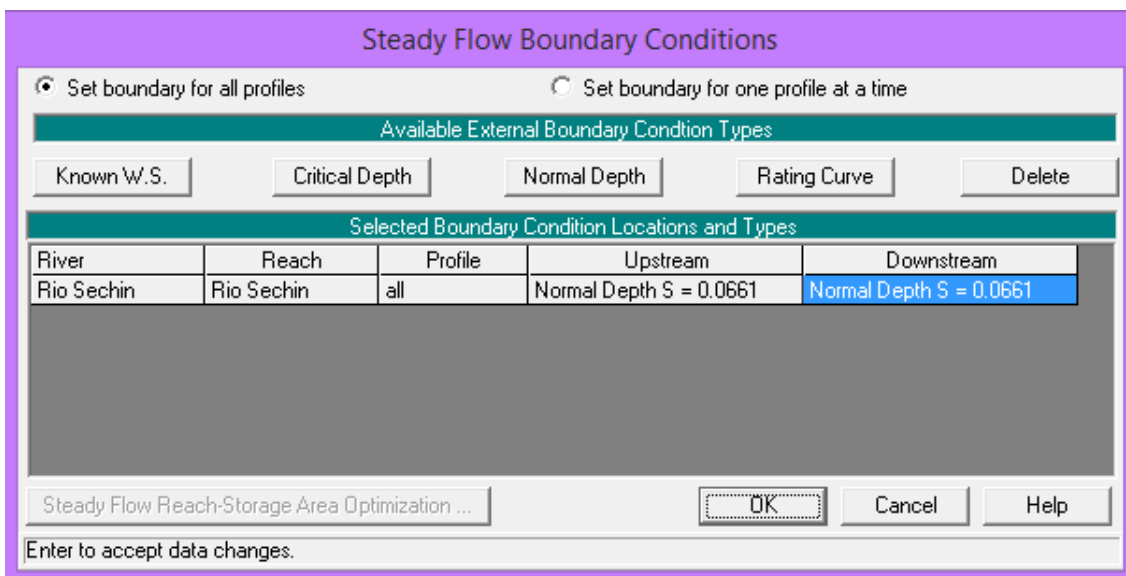 Steady Flow Boundary Conditions
Set boundary for all profiles Set boundary for one profile at a time
Available External Boundary Condtion Types
Known W.S. Critical Depth Normal Depth Rating Curve Delete
Selected Boundary Condition Locations and Types
River Reach Profile Upstream Downstream
Rio Sechin Rio Sechin all Normal Depth S = 0.0661 Normal Depth S = 0.0661
Steady Flow Reach-Storage Area Optimization ... OK Cancel Help
Enter to accept data changes.